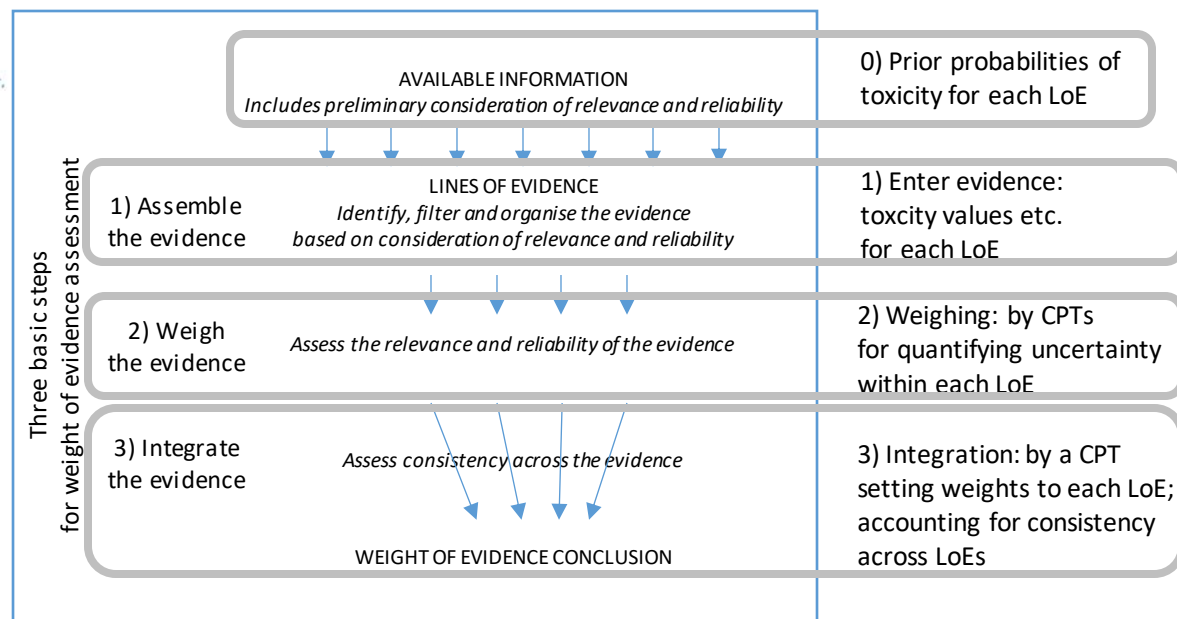 AVAILABLE INFORMATION
Includes preliminary consideration of relevance and reliability
0) Prior probabilities of
toxicity for each LoE
Three basic steps
for weight of evidence assessment
1) Assemble
the evidence
LINES OF EVIDENCE
Identify, filter and organise the evidence
based on consideration of relevance and reliability
1) Enter evidence:
toxcity values etc.
for each LoE
2) Weigh
the evidence
Assess the relevance and reliability of the evidence
2) Weighing: by CPTs
for quantifying uncertainty
within each LoE
3) Integrate
the evidence
Assess consistency across the evidence
WEIGHT OF EVIDENCE CONCLUSION
3) Integration: by a CPT
setting weights to each LoE;
accounting for consistency
across LoEs